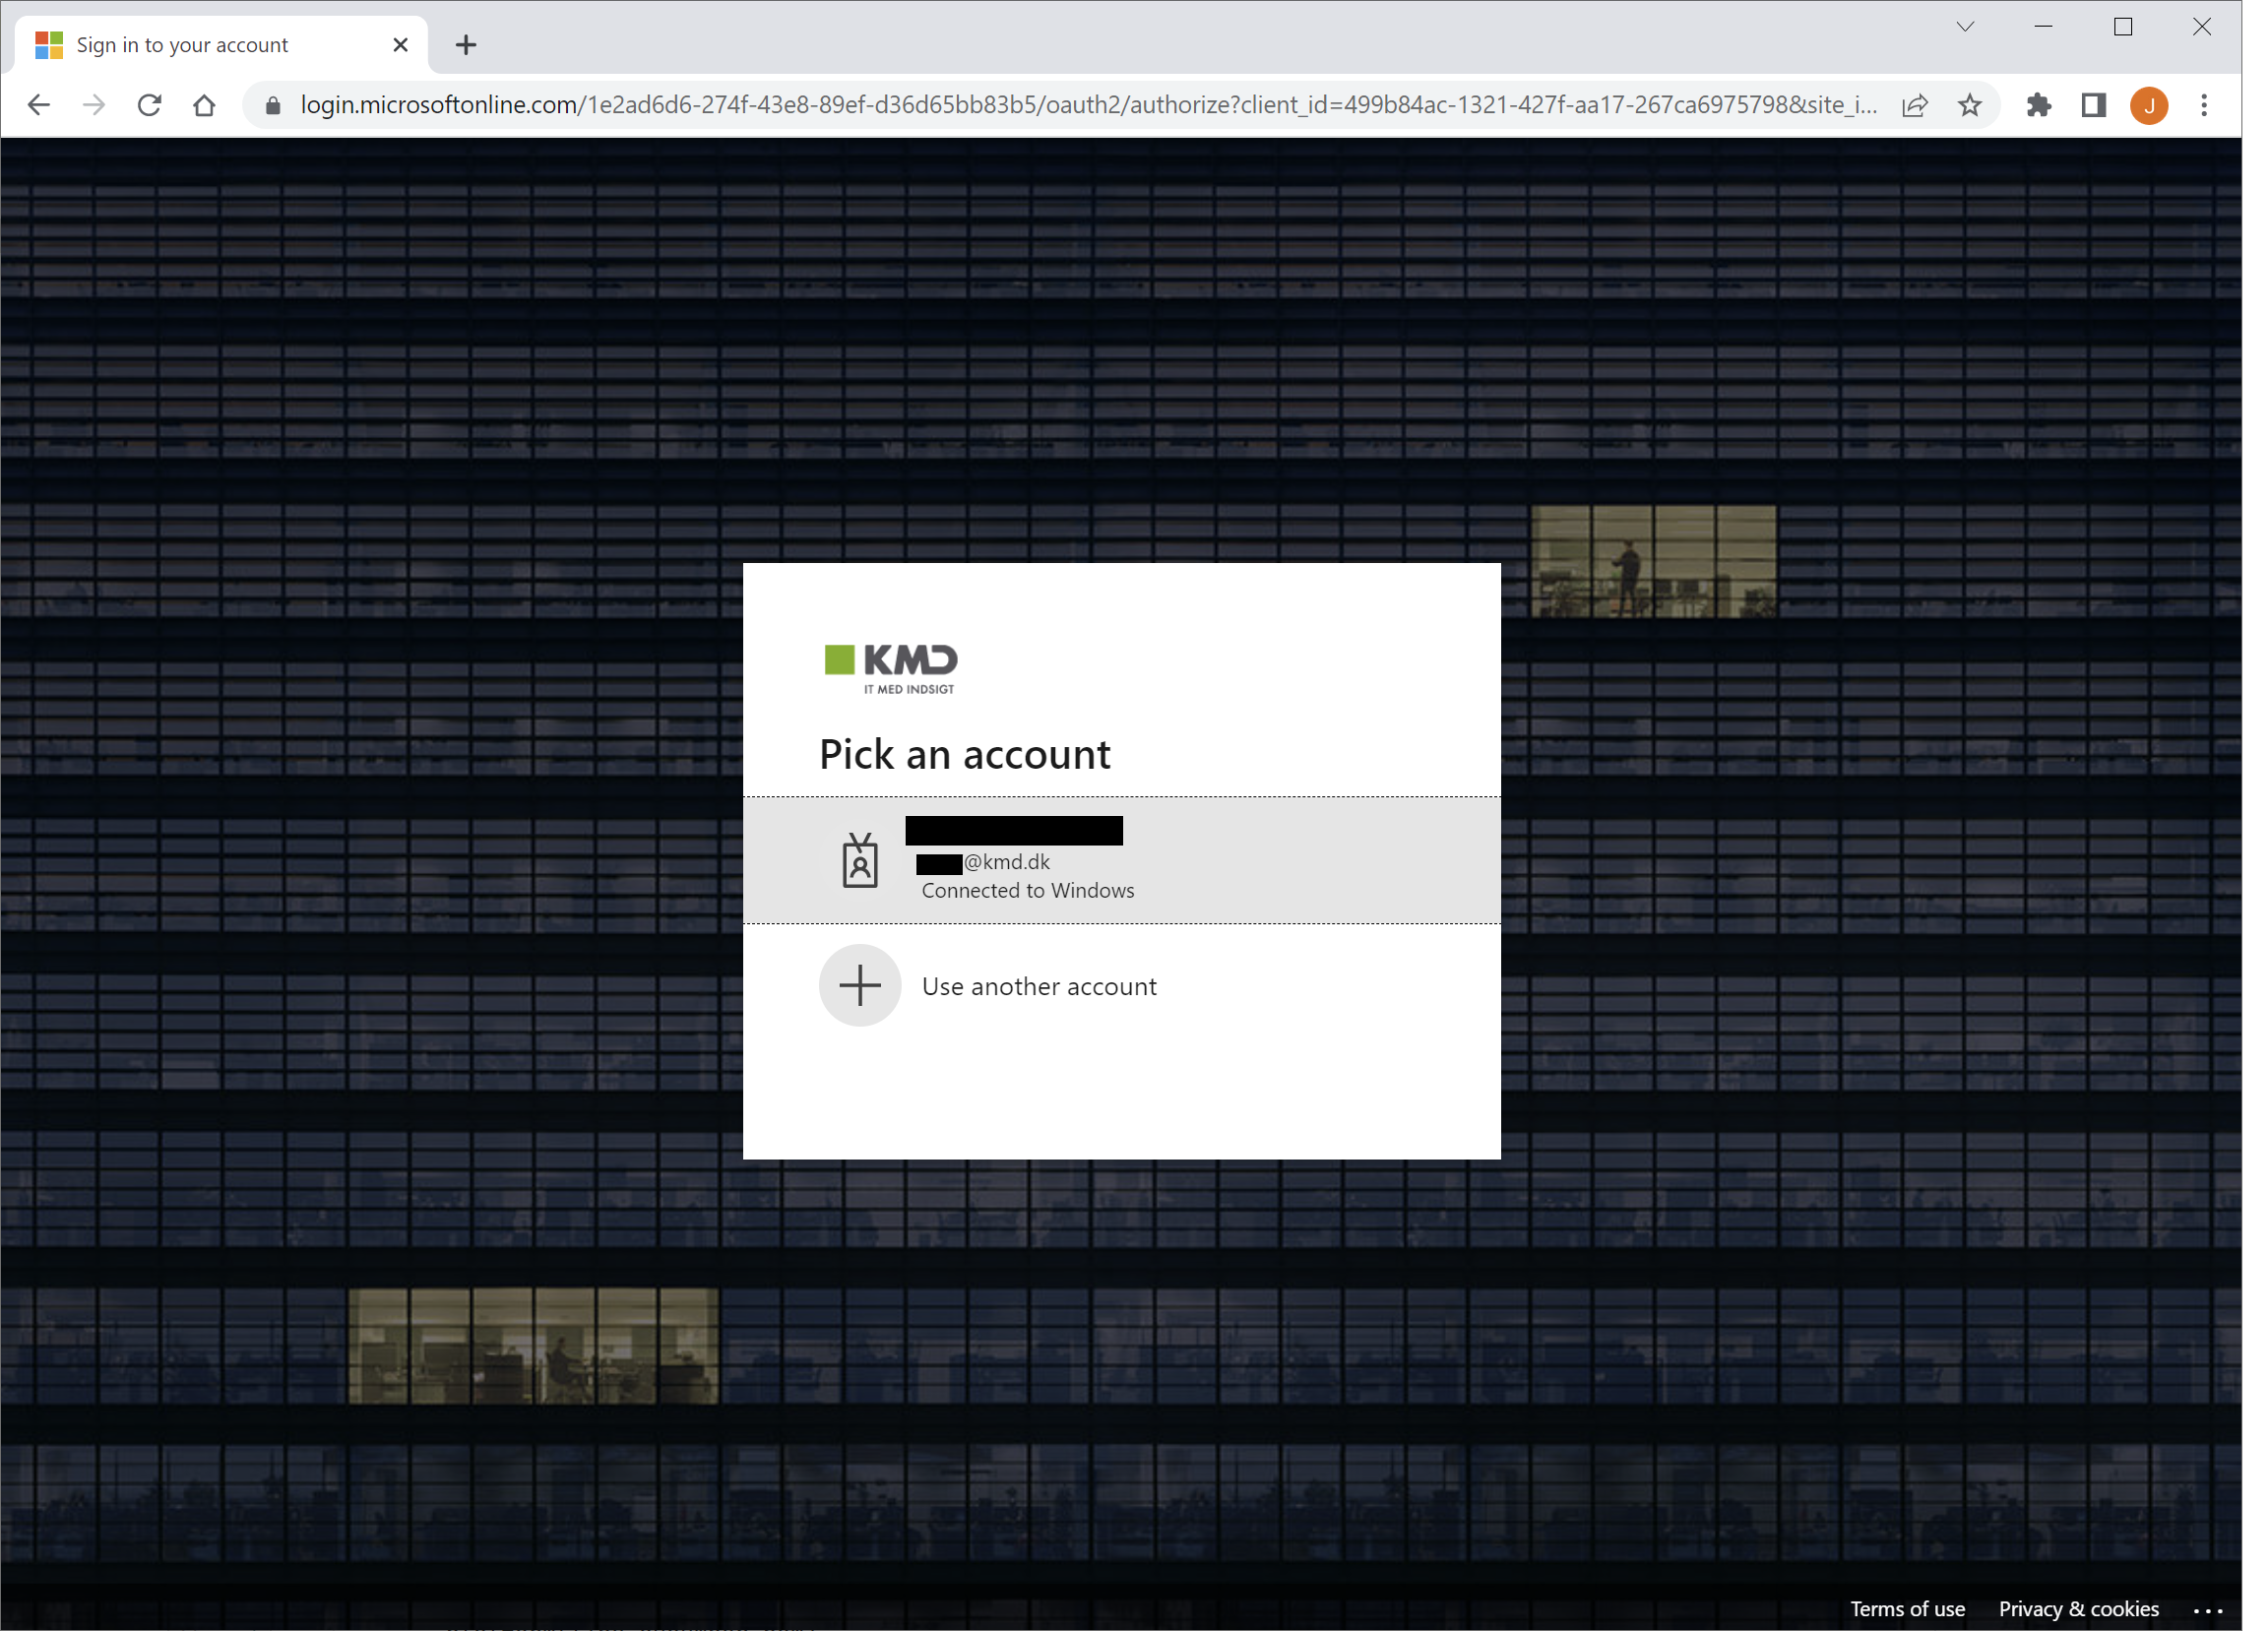 Sign in to your account
login.microsoftonline.com/1e2ad6d6-274f-43e8-89ef-d36d65bb83b5/oauth2/authorize?client_id=499b84ac-1321-427f-aa17-267ca6975798&site_i...
J
KMD
IT MED INDSIGT
Pick an account
@kmd.dk
Connected to Windows
Use another account
Terms of use Privacy & cookies ...